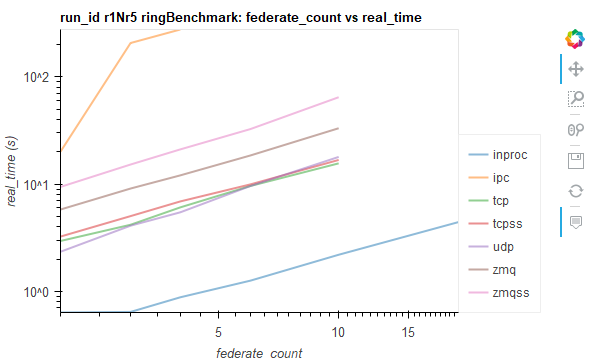 run_id r1Nr5 ringBenchmark: federate_count vs real_time
real_time (s)
10^2
10^1
10^0
5
10
15
federate_count
inproc
ipc
tcp
tcpss
udp
zmq
zmqss